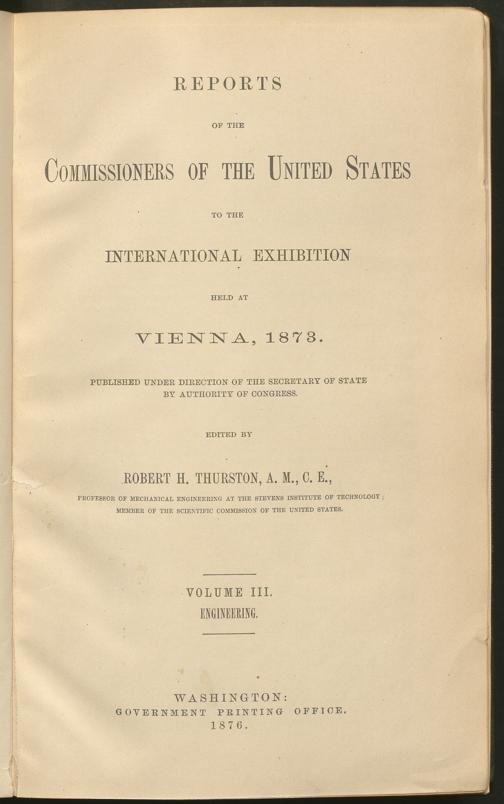 REPORTS
OF THE
COMMISSIONERS OF THE UNITED STATES
TO THE
INTERNATIONAL EXHIBITION
HELD AT
VIENNA, 1873.
PUBLISHED UNDER DIRECTION OF THE SECRETARY OF STATE
BY AUTHORITY OF CONGRESS.
EDITED BY
ROBERT H. THURSTON, A. M., C. E.,
PROFESSOR OF MECHANICAL ENGINEERING AT THE STEVENS INSTITUTE OF TECHNOLOGY;
MEMBER OF THE SCIENTIFIC COMMISSION OF THE UNITED STATES.
VOLUME III.
ENGINEERING.
WASHINGTON:
GOVERNMENT PRINTING OFFICE.
1876.